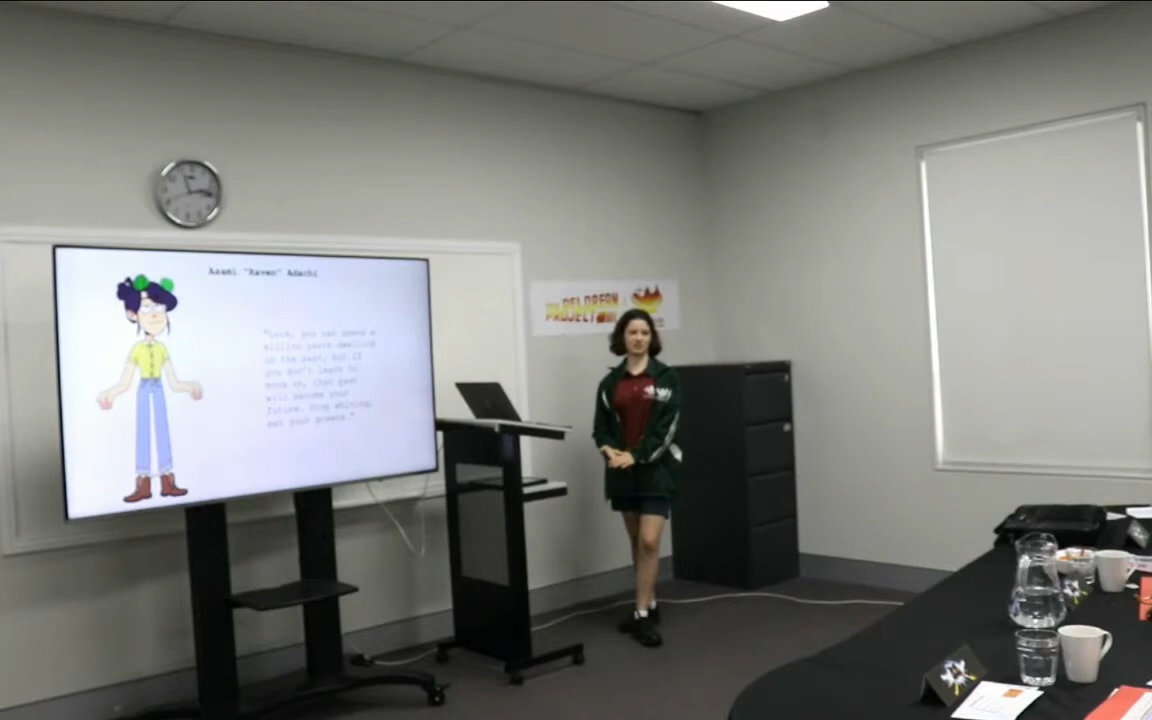 Asami "Raven" Adachi
"Look, you can spend a
million years dwelling
in the past, but if
you don't learn to
move on, that past
will become your
future. Stop whining,
eat your greens."
DELOREAN
PROJECT